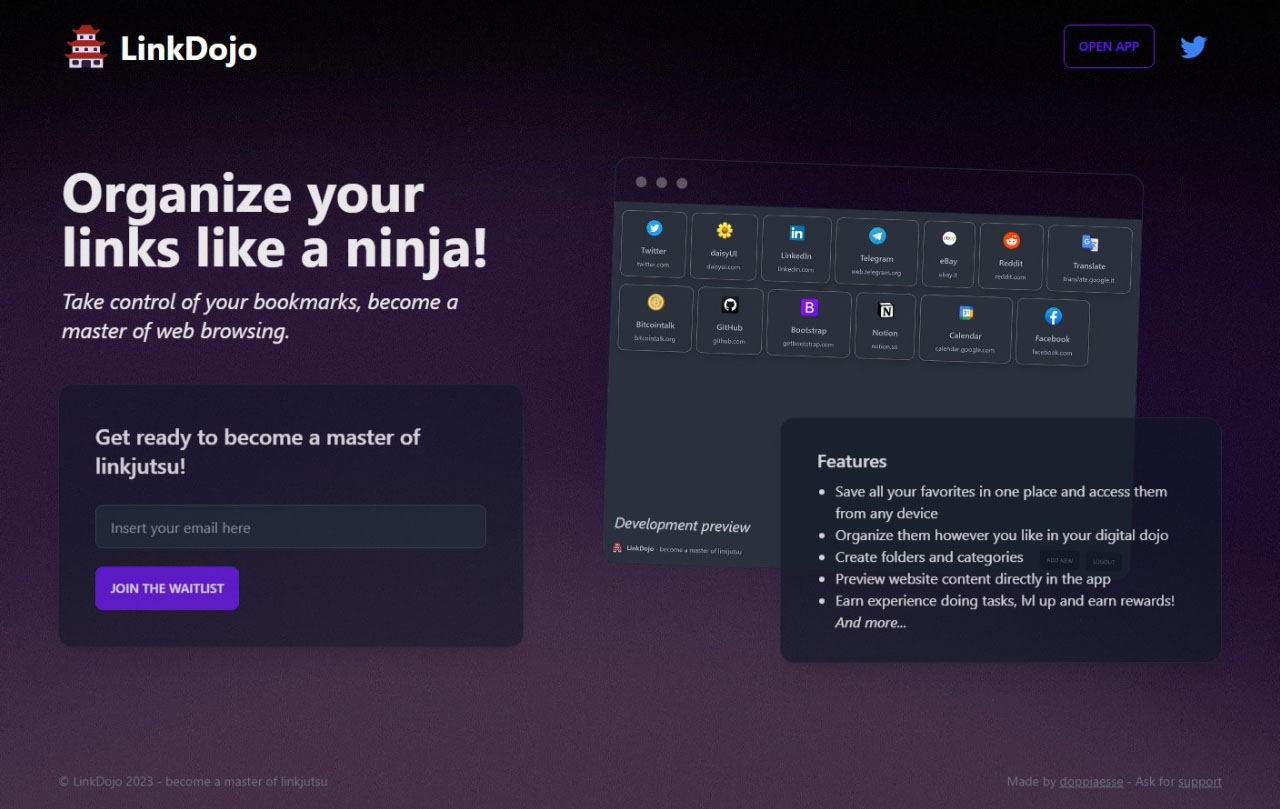 LinkDojo
OPEN APP
Organize your
links like a ninja!
Take control of your bookmarks, become a
master of web browsing.
Get ready to become a master of
linkjutsu!
Insert your email here
JOIN THE WAITLIST
Twitter
twitter.com
daisyUI
daisyui.com
LinkedIn
linkedin.com
Telegram
web.telegram.org
eBay
ebay.it
Reddit
reddit.com
Translate
translate.google.it
Bitcointalk
bitcointalk.org
GitHub
github.com
Bootstrap
getbootstrap.com
Notion
notion.so
Calendar
calendar.google.com
Facebook
facebook.com
Development preview
LinkDojo - become a master of linkjutsu
ADD NEW
LOGOUT
Features
• Save all your favorites in one place and access them
from any device
• Organize them however you like in your digital dojo
• Create folders and categories
• Preview website content directly in the app
• Earn experience doing tasks, lvl up and earn rewards!
And more...
© LinkDojo 2023 - become a master of linkjutsu
Made by doppiaesse - Ask for support